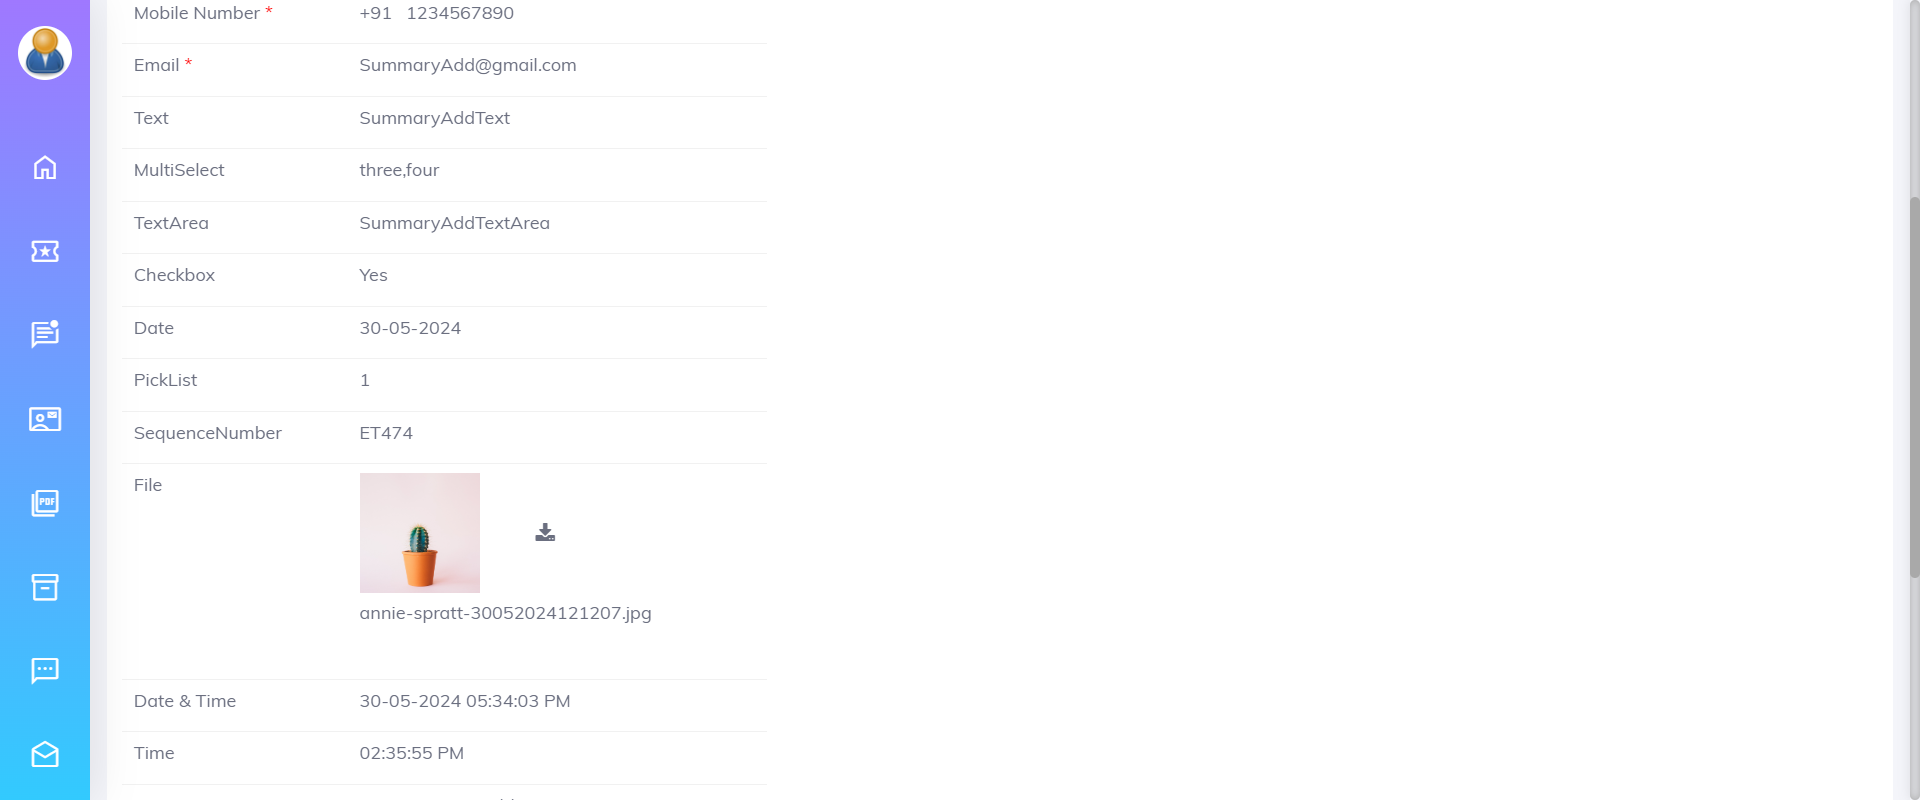 Mobile Number * +91 1234567890
Email * SummaryAdd@gmail.com
Text SummaryAddText
MultiSelect three,four
TextArea SummaryAddTextArea
Checkbox Yes
Date 30-05-2024
PickList 1
SequenceNumber ET474
File
annie-spratt-30052024121207.jpg
Date & Time 30-05-2024 05:34:03 PM
Time 02:35:55 PM
PDF